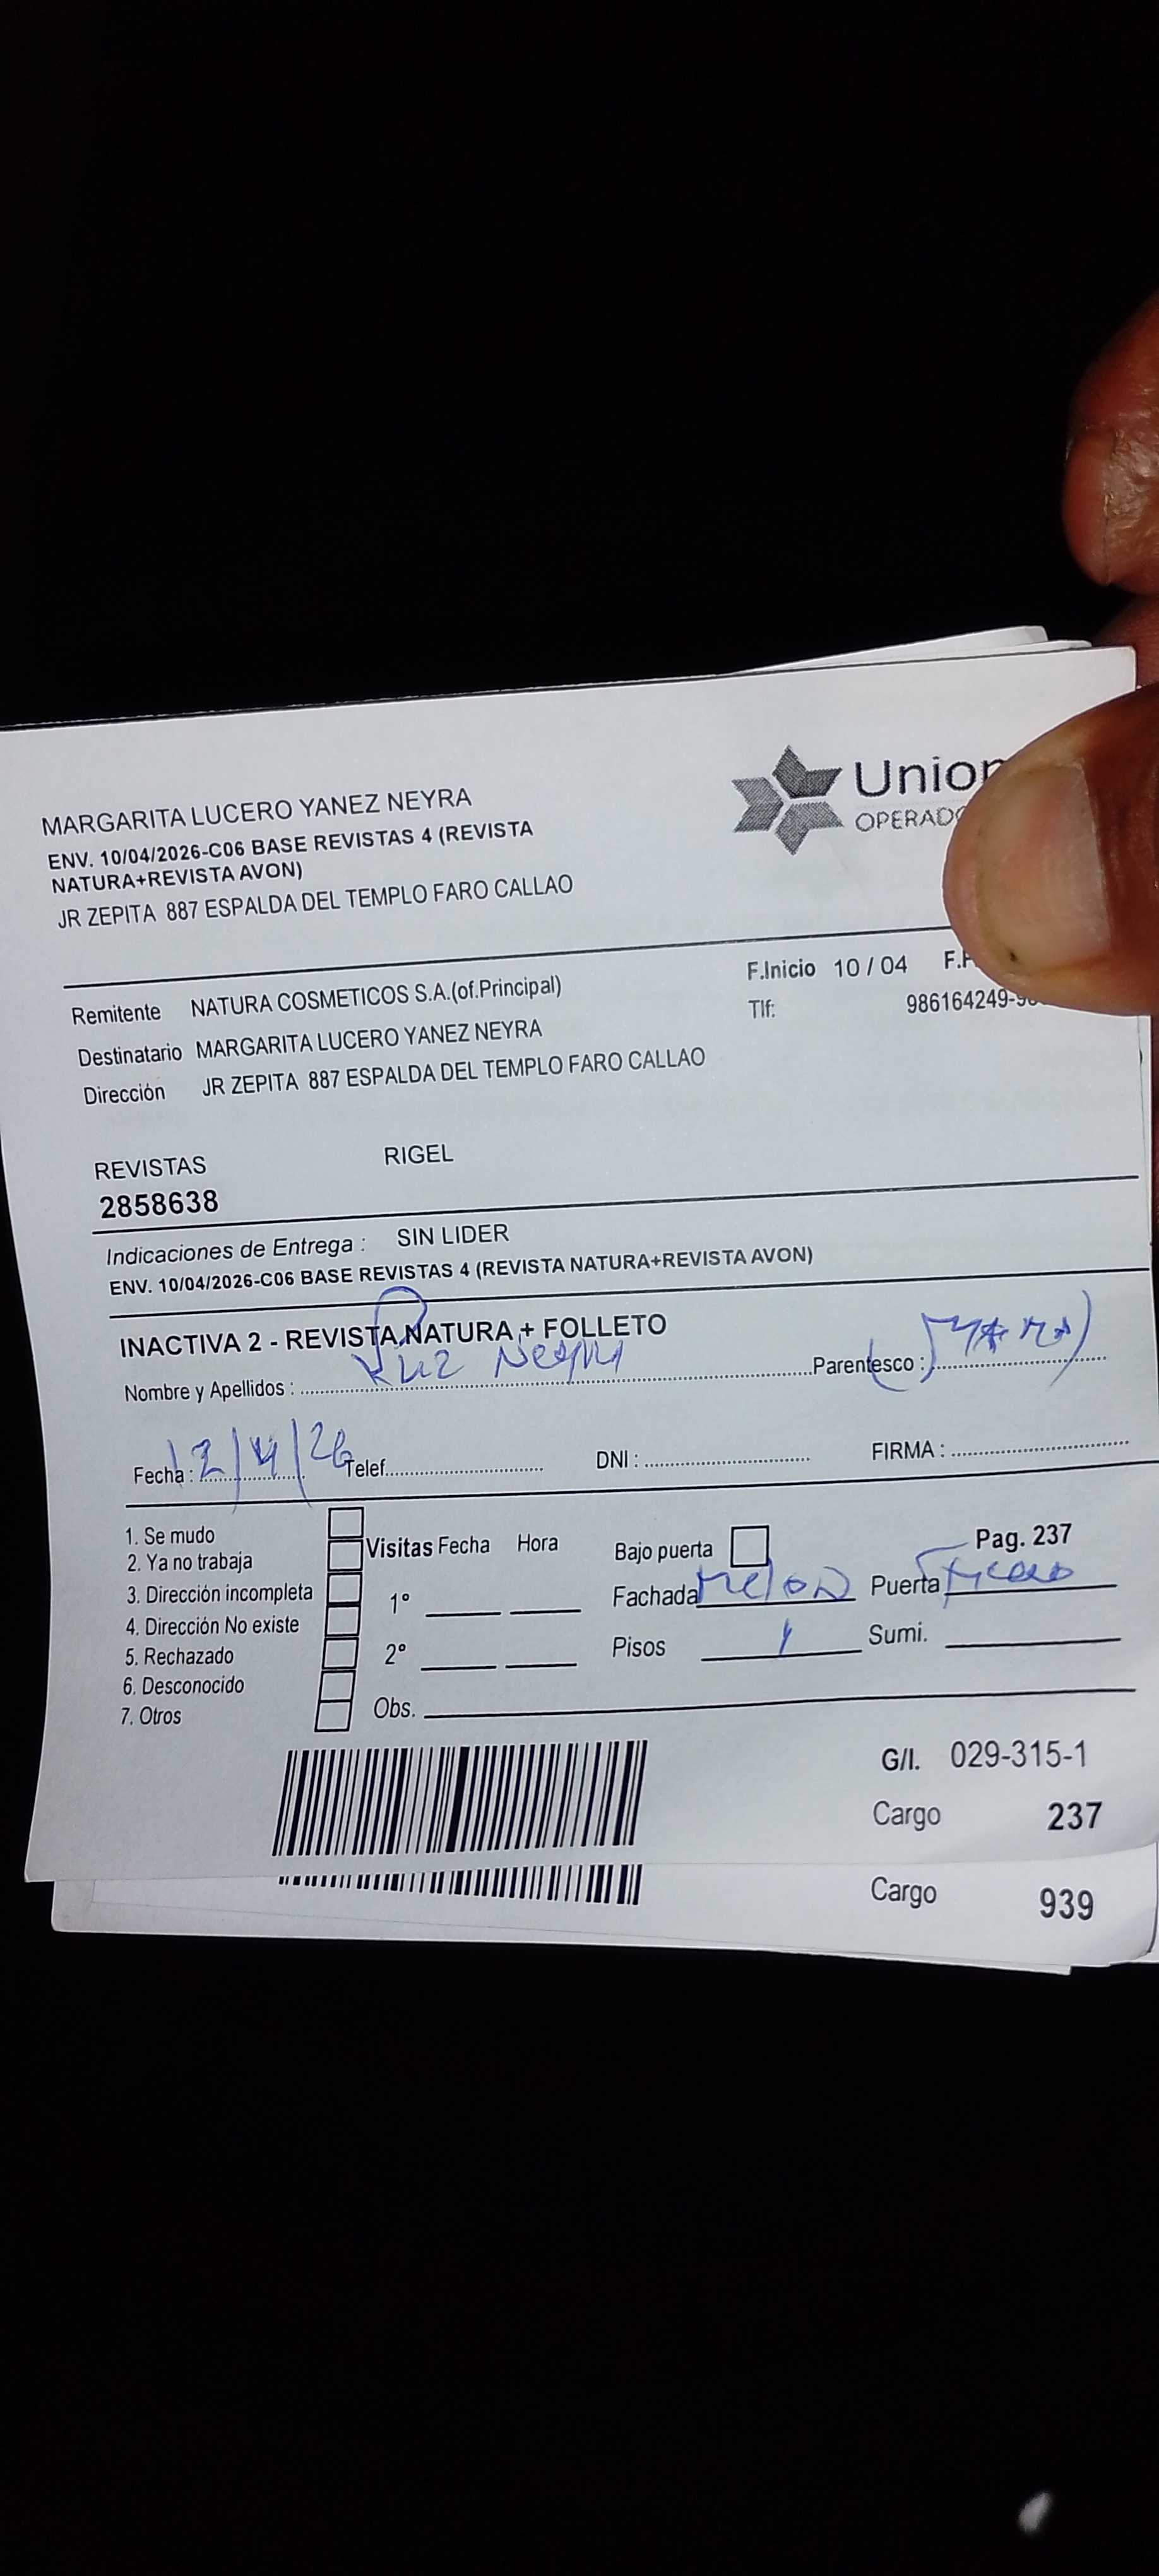 MARGARITA LUCERO YANEZ NEYRA
ENV. 10/04/2026-C06 BASE REVISTAS 4 (REVISTA
NATURA+REVISTA AVON)
JR ZEPITA 887 ESPALDA DEL TEMPLO FARO CALLAO
Union
OPERADO
Remitente NATURA COSMETICOS S.A.(of.Principal)
F.Inicio 10 / 04
Destinatario MARGARITA LUCERO YANEZ NEYRA
Tlf: 986164249-9
Dirección JR ZEPITA 887 ESPALDA DEL TEMPLO FARO CALLAO
REVISTAS RIGEL
2858638
Indicaciones de Entrega : SIN LIDER
ENV. 10/04/2026-C06 BASE REVISTAS 4 (REVISTA NATURA+REVISTA AVON)
INACTIVA 2 - REVISTA NATURA + FOLLETO
Nombre y Apellidos : Luz Neyra Parentesco :
Fecha : 12/4/26 Telef. DNI : FIRMA :
1. Se mudo
2. Ya no trabaja
3. Dirección incompleta
4. Dirección No existe
5. Rechazado
6. Desconocido
7. Otros
Visitas Fecha Hora
1°
2°
Obs.
Bajo puerta
Pag. 237
Fachada Melon Puerta
Pisos 1 Sumi.
G/I. 029-315-1
Cargo 237
Cargo 939